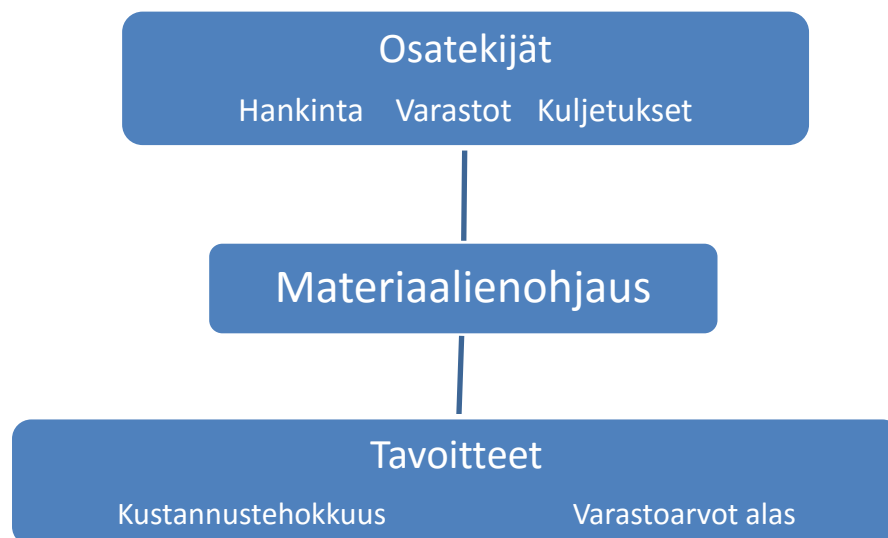 Osatekijät
Hankinta Varastot Kuljetukset
Materiaalienohjaus
Tavoitteet
Kustannustehokkuus Varastoarvot alas